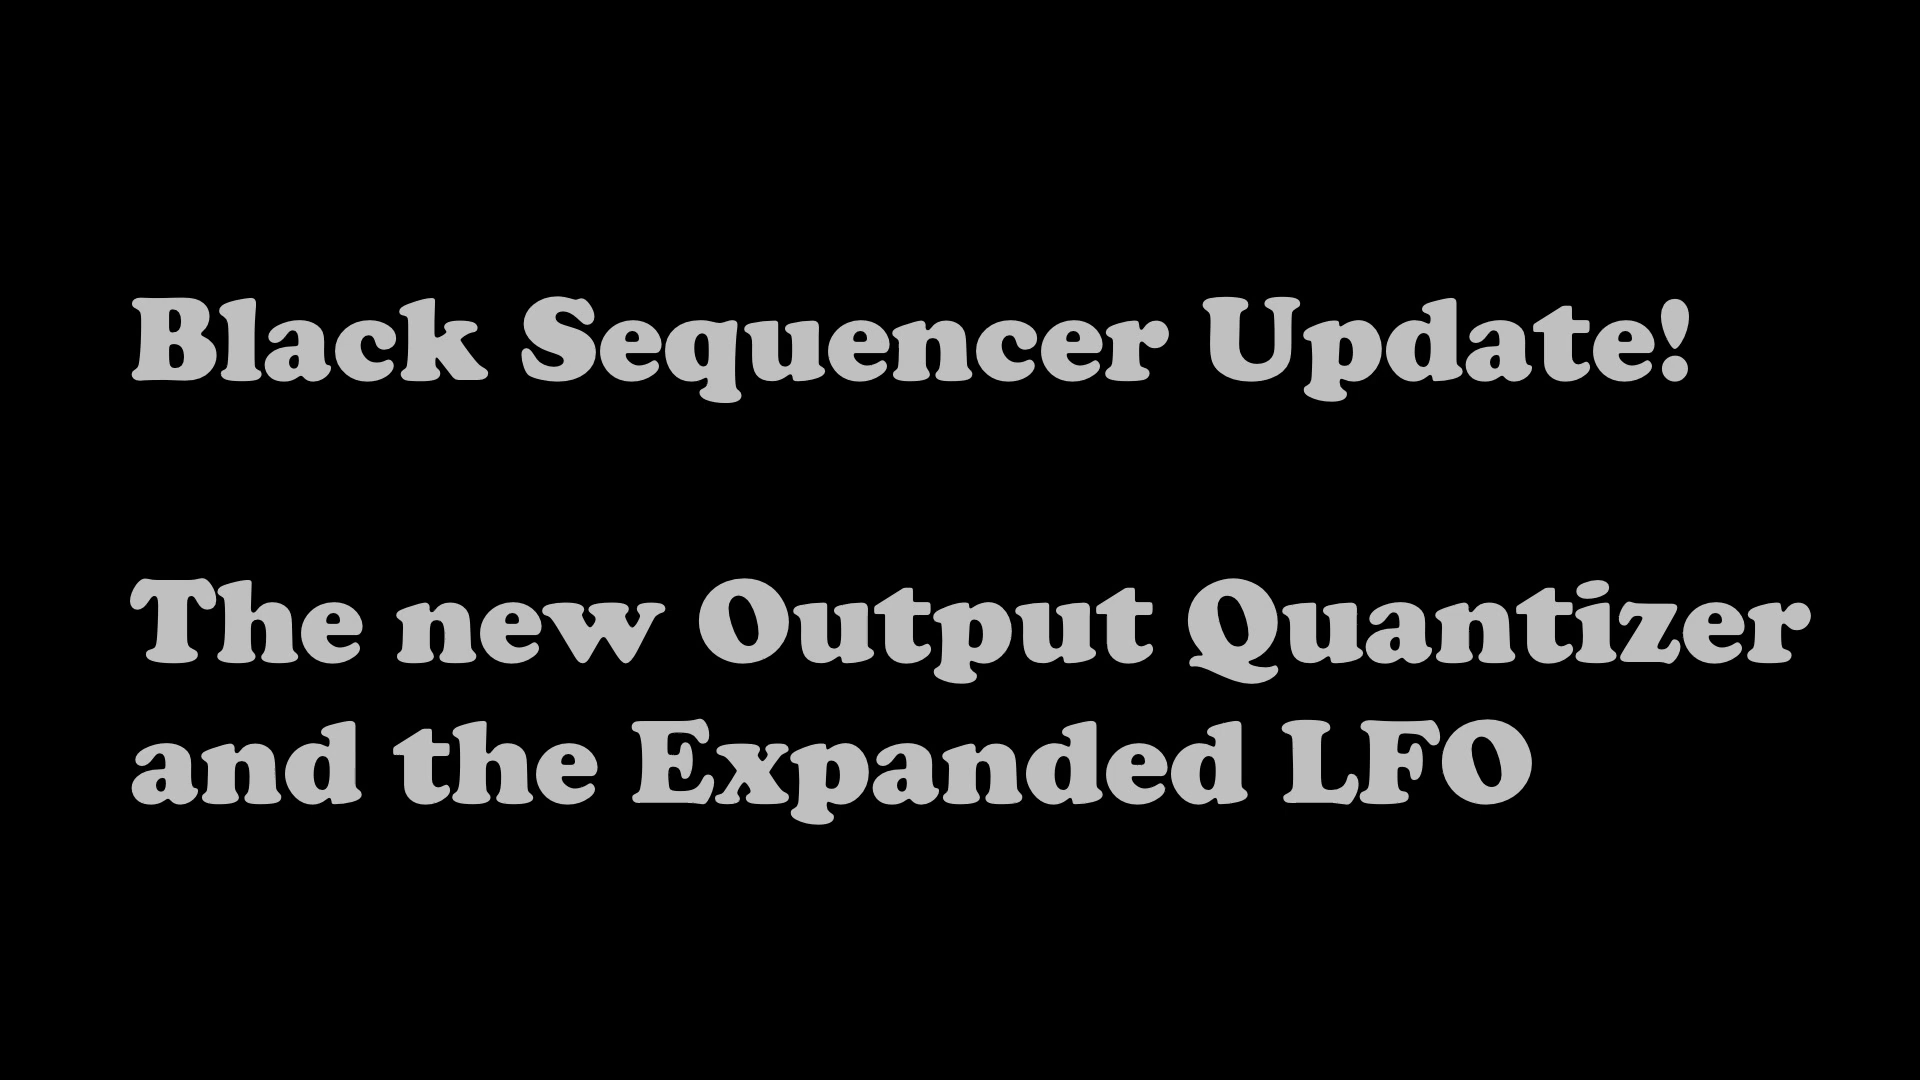 Black Sequencer Update!
The new Output Quantizer
and the Expanded LFO